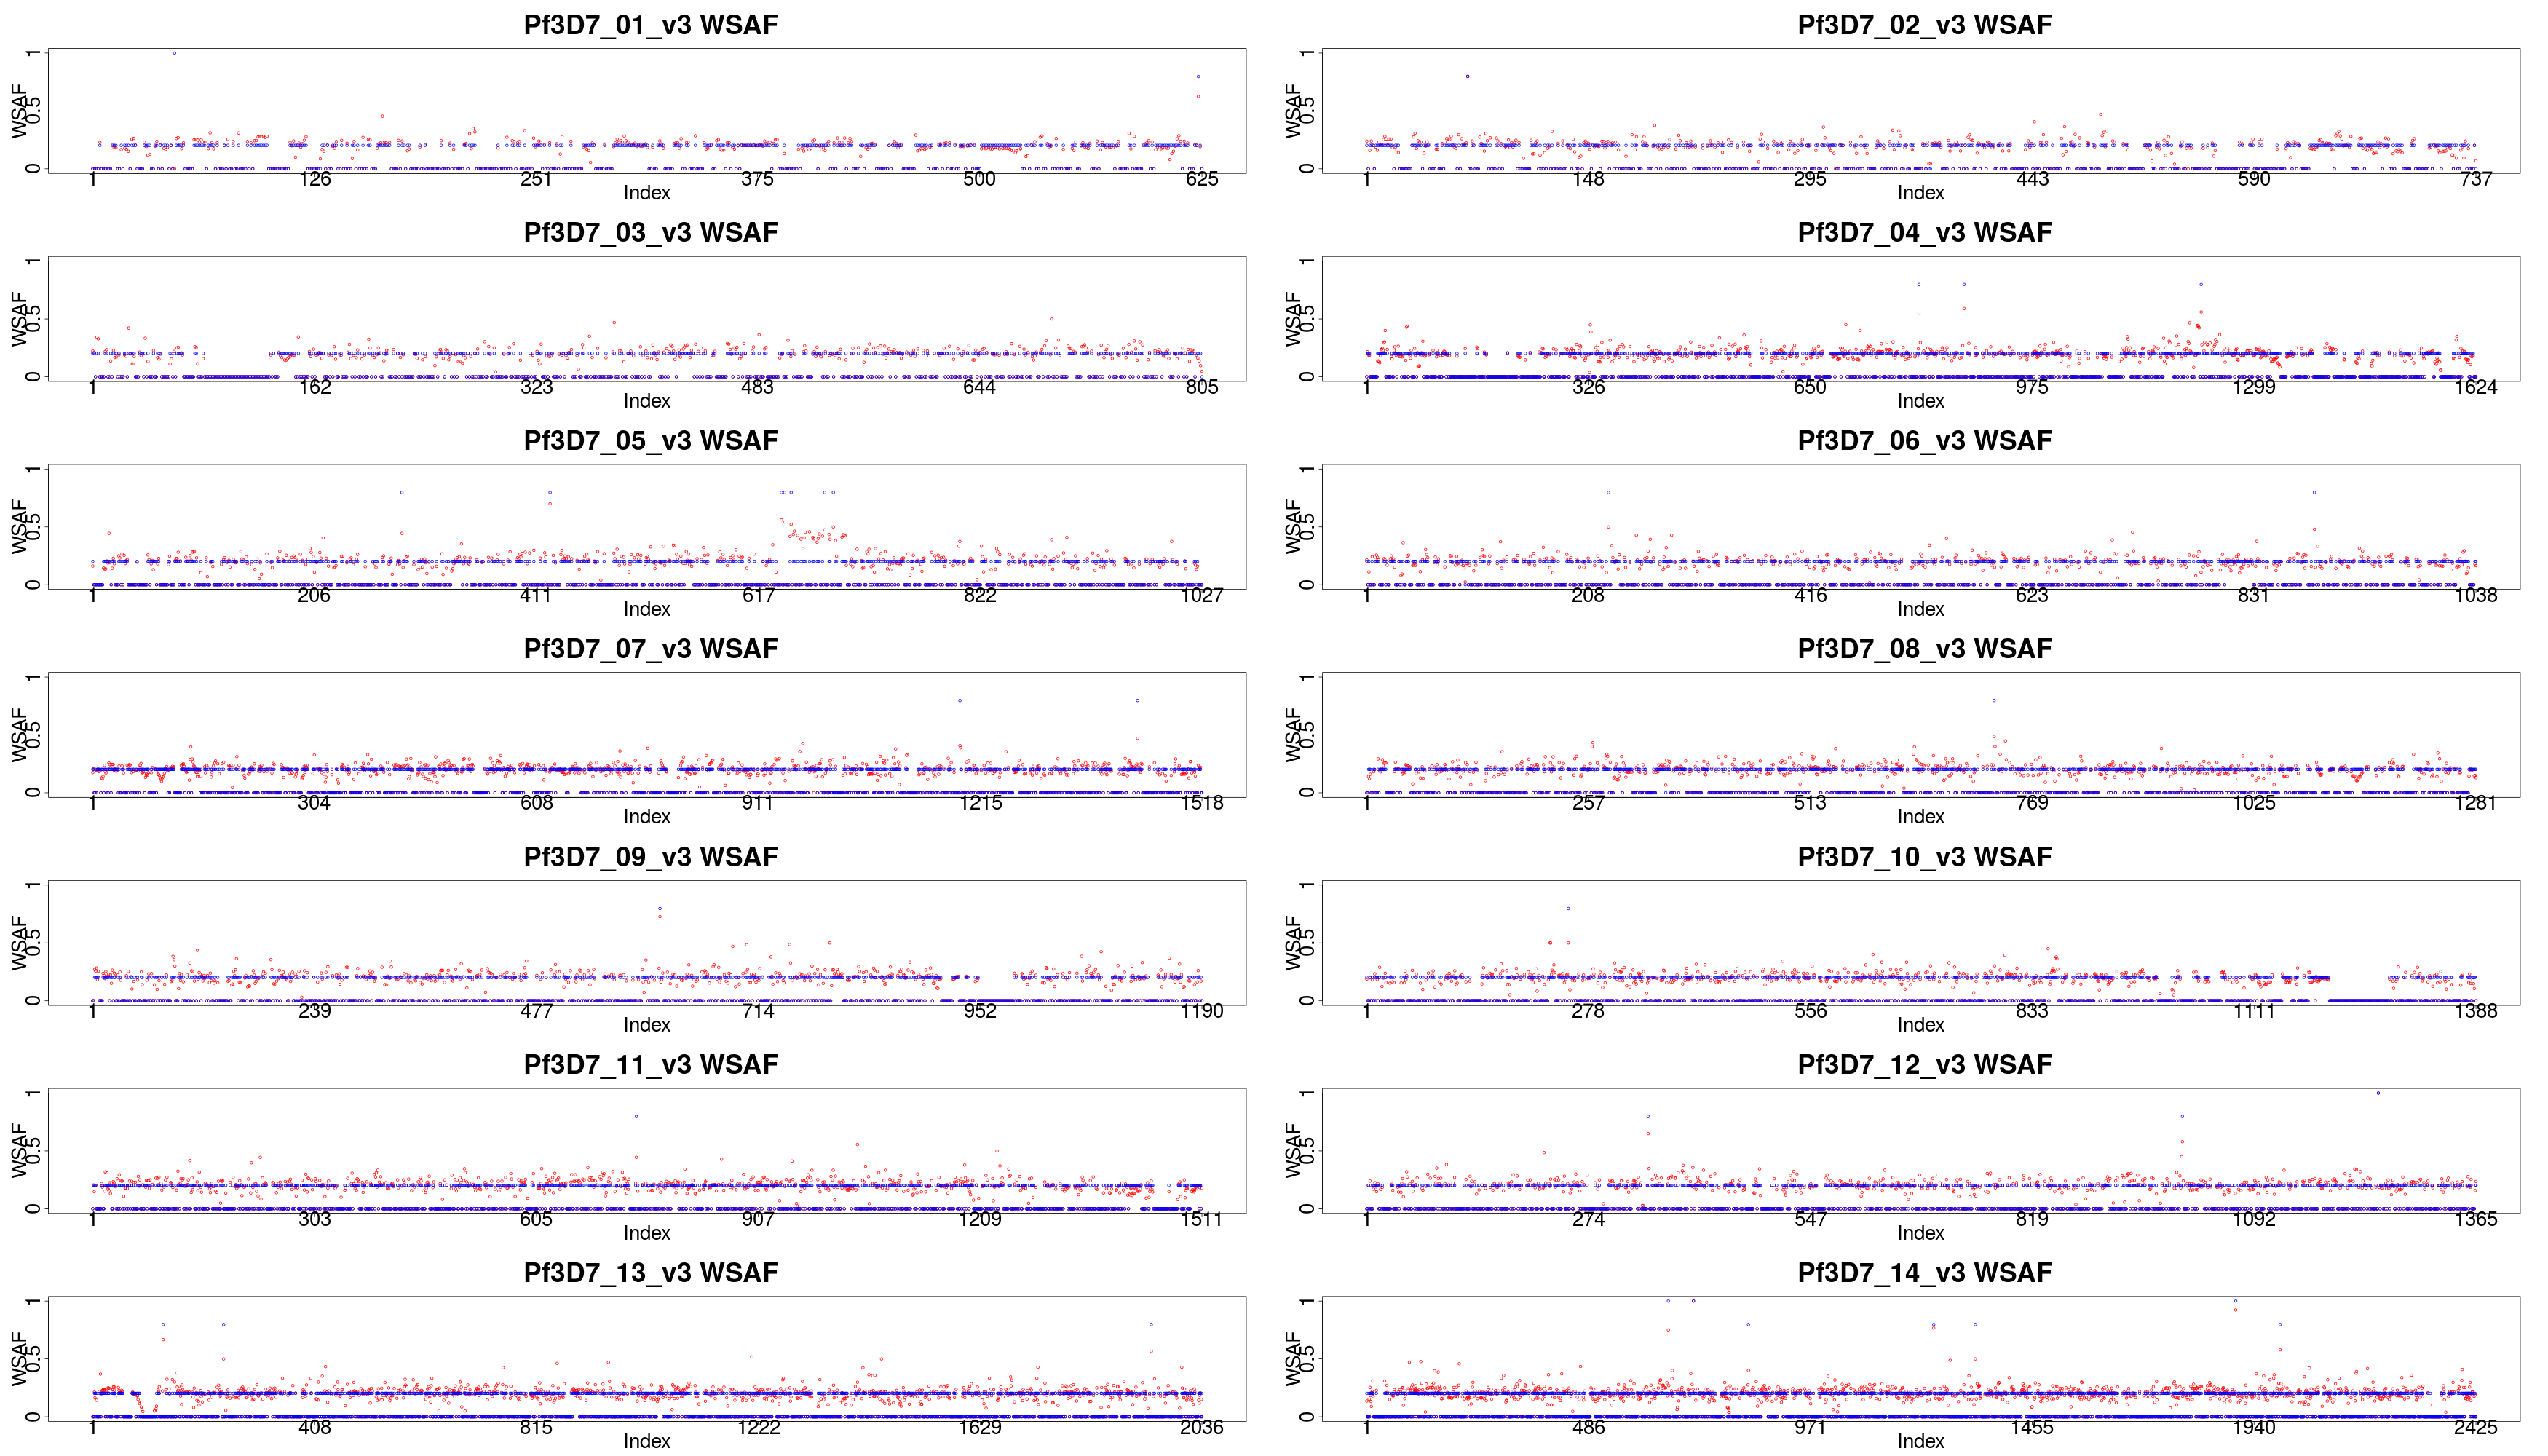 Pf3D7_01_v3 WSAF
WSAF
0 0.5 1
1 126 251 375 500 625
Index
Pf3D7_02_v3 WSAF
WSAF
0 0.5 1
1 148 295 443 590 737
Index
Pf3D7_03_v3 WSAF
WSAF
0 0.5 1
1 162 323 483 644 805
Index
Pf3D7_04_v3 WSAF
WSAF
0 0.5 1
1 326 650 975 1299 1624
Index
Pf3D7_05_v3 WSAF
WSAF
0 0.5 1
1 206 411 617 822 1027
Index
Pf3D7_06_v3 WSAF
WSAF
0 0.5 1
1 208 416 623 831 1038
Index
Pf3D7_07_v3 WSAF
WSAF
0 0.5 1
1 304 608 911 1215 1518
Index
Pf3D7_08_v3 WSAF
WSAF
0 0.5 1
1 257 513 769 1025 1281
Index
Pf3D7_09_v3 WSAF
WSAF
0 0.5 1
1 239 477 714 952 1190
Index
Pf3D7_10_v3 WSAF
WSAF
0 0.5 1
1 278 556 833 1111 1388
Index
Pf3D7_11_v3 WSAF
WSAF
0 0.5 1
1 303 605 907 1209 1511
Index
Pf3D7_12_v3 WSAF
WSAF
0 0.5 1
1 274 547 819 1092 1365
Index
Pf3D7_13_v3 WSAF
WSAF
0 0.5 1
1 408 815 1222 1629 2036
Index
Pf3D7_14_v3 WSAF
WSAF
0 0.5 1
1 486 971 1455 1940 2425
Index